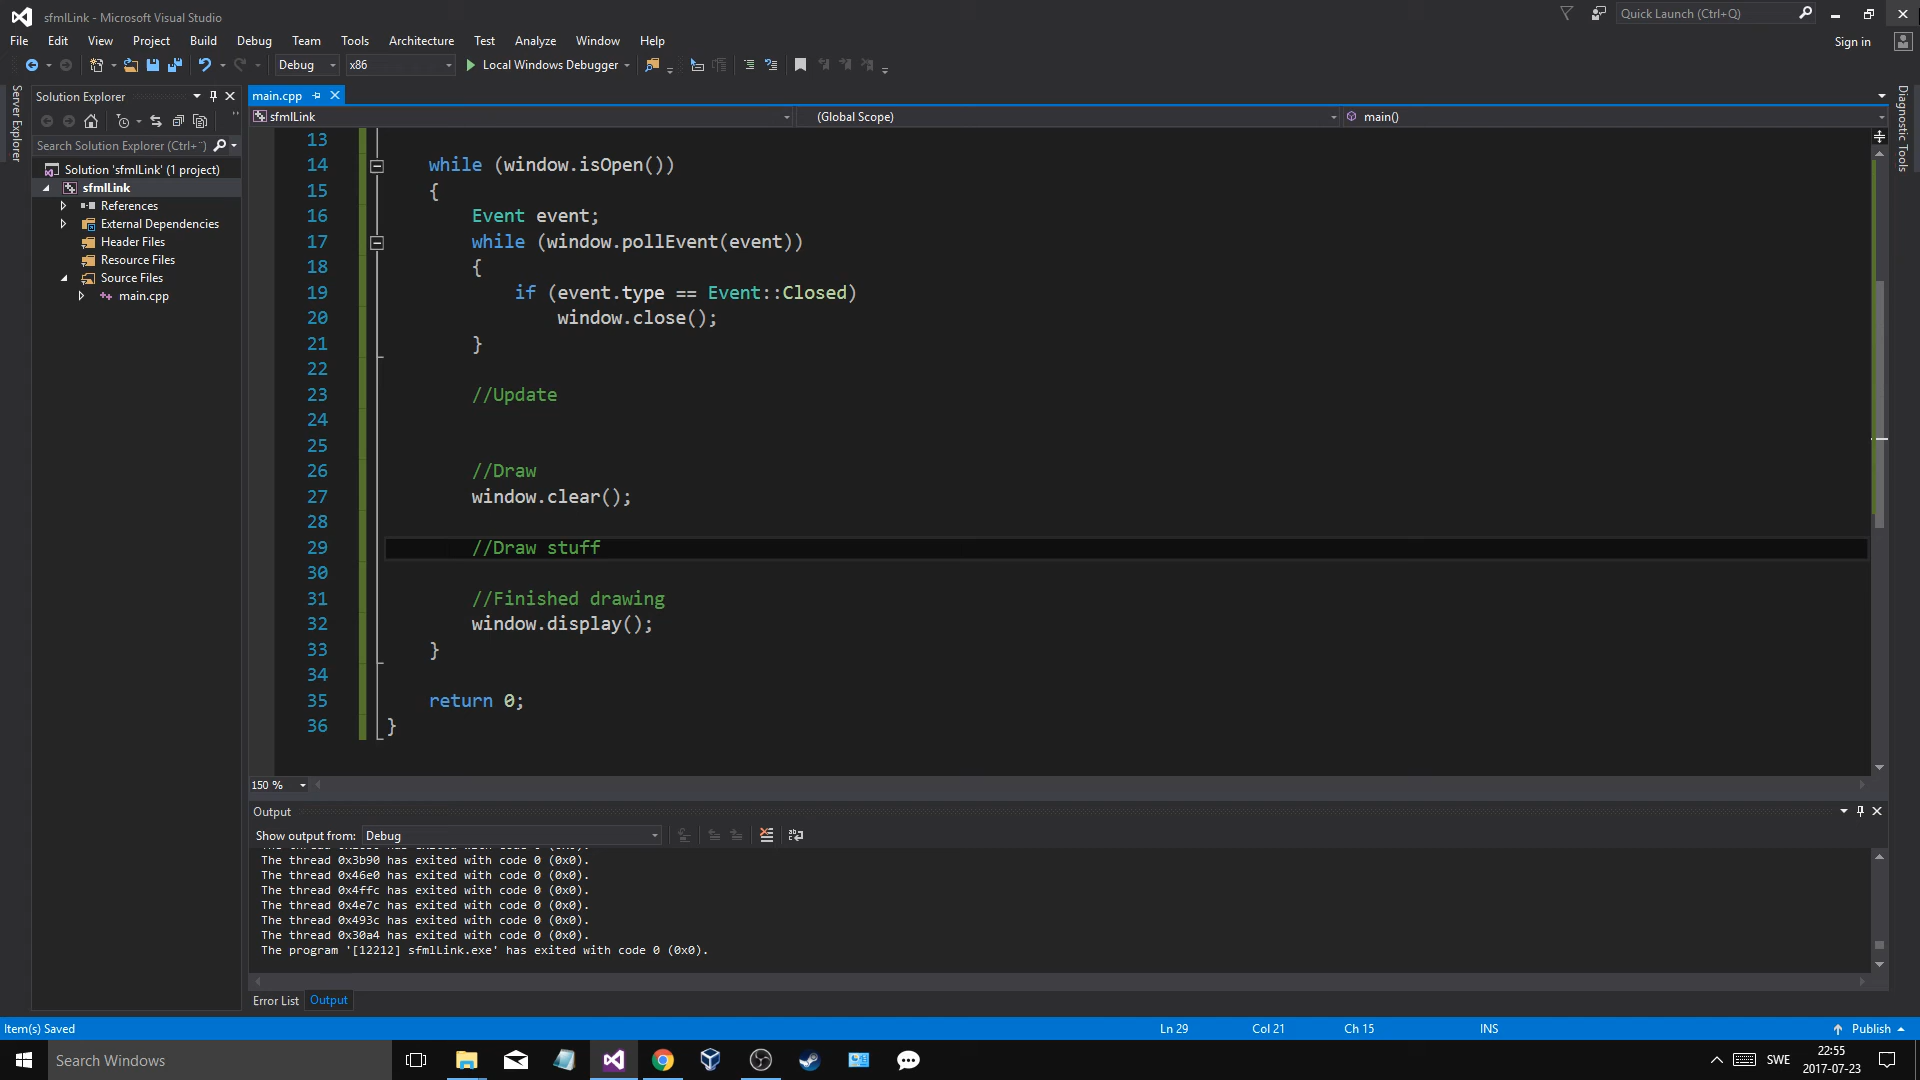 sfmlLink - Microsoft Visual Studio
Quick Launch (Ctrl+Q)
File Edit View Project Build Debug Team Tools Architecture Test Analyze Window Help
Sign in
Debug x86 Local Windows Debugger
Server Explorer
Solution Explorer
Search Solution Explorer (Ctrl+¨)
Solution 'sfmlLink' (1 project)
sfmlLink
References
External Dependencies
Header Files
Resource Files
Source Files
main.cpp
main.cpp
sfmlLink (Global Scope) main()
Diagnostic Tools
13
14 while (window.isOpen())
15 {
16 Event event;
17 while (window.pollEvent(event))
18 {
19 if (event.type == Event::Closed)
20 window.close();
21 }
22
23 //Update
24
25
26 //Draw
27 window.clear();
28
29 //Draw stuff
30
31 //Finished drawing
32 window.display();
33 }
34
35 return 0;
36 }
150 %
Output
Show output from: Debug
The thread 0x3b90 has exited with code 0 (0x0).
The thread 0x46e0 has exited with code 0 (0x0).
The thread 0x4ffc has exited with code 0 (0x0).
The thread 0x4e7c has exited with code 0 (0x0).
The thread 0x493c has exited with code 0 (0x0).
The thread 0x30a4 has exited with code 0 (0x0).
The program '[12212] sfmlLink.exe' has exited with code 0 (0x0).
Error List Output
Item(s) Saved Ln 29 Col 21 Ch 15 INS Publish
Search Windows
SWE
22:55
2017-07-23